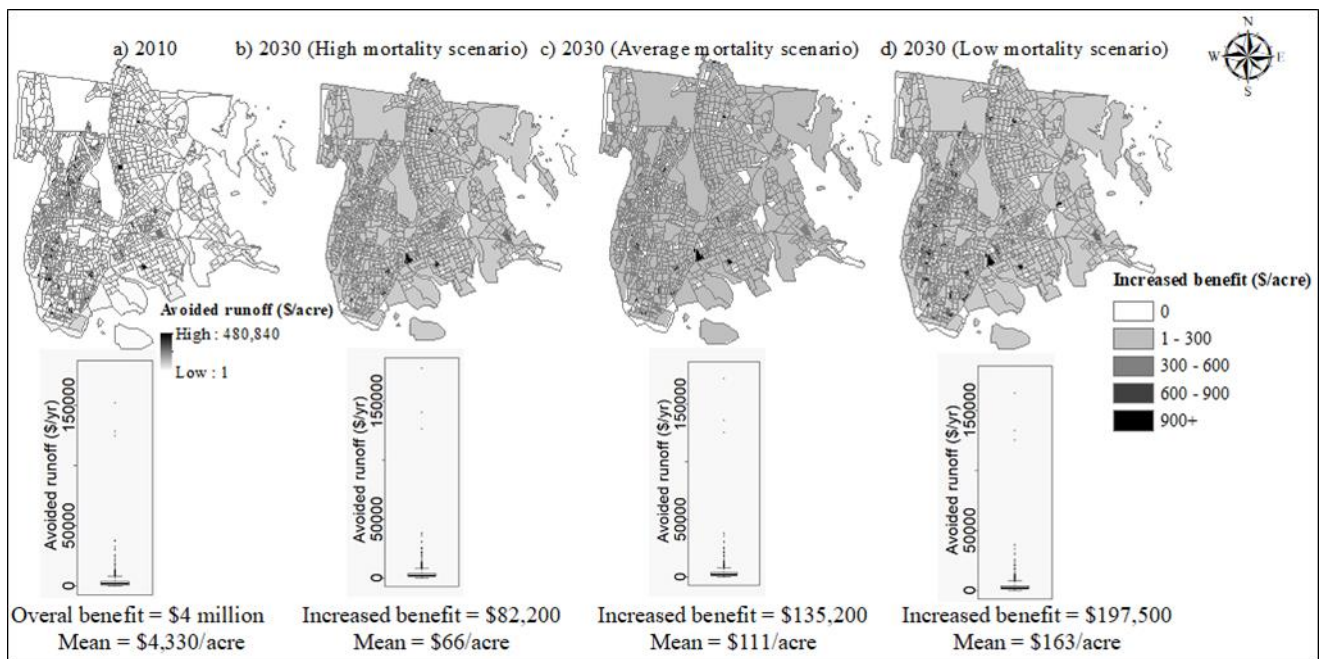 a) 2010
b) 2030 (High mortality scenario)
c) 2030 (Average mortality scenario)
d) 2030 (Low mortality scenario)
N
W
E
S
Avoided runoff ($/acre)
High : 480,840
Low : 1
Increased benefit ($/acre)
0
1 - 300
300 - 600
600 - 900
900+
Avoided runoff ($/yr)
0
50000
150000
Avoided runoff ($/yr)
0
50000
150000
Avoided runoff ($/yr)
0
50000
150000
Avoided runoff ($/yr)
0
50000
150000
Overal benefit = $4 million
Mean = $4,330/acre
Increased benefit = $82,200
Mean = $66/acre
Increased benefit = $135,200
Mean = $111/acre
Increased benefit = $197,500
Mean = $163/acre